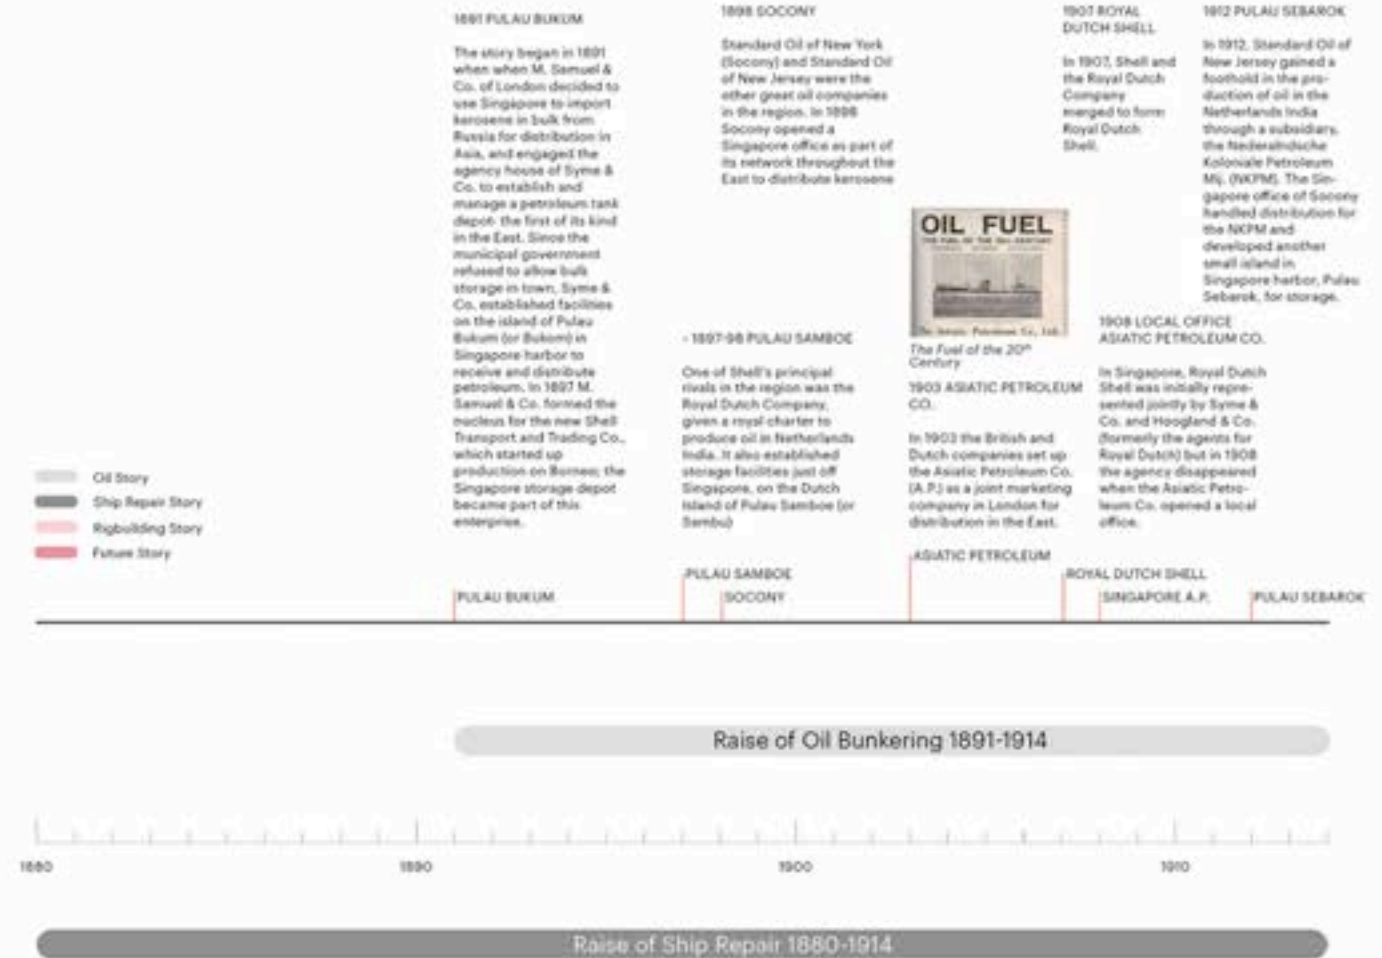 1891 PULAU BUKUM
The story began in 1891
when when M. Samuel &
Co. of London decided to
use Singapore to import
kerosene in bulk from
Russia for distribution in
Asia, and engaged the
agency house of Syme &
Co. to establish and
manage a petroleum tank
depot: the first of its kind
in the East. Since the
municipal government
refused to allow bulk
storage in town, Syme &
Co. established facilities
on the island of Pulau
Bukum (or Bukom) in
Singapore harbor to
receive and distribute
petroleum. In 1897 M.
Samuel & Co. formed the
nucleus for the new Shell
Transport and Trading Co.,
which started up
production on Borneo; the
Singapore storage depot
became part of this
enterprise.
1898 SOCONY
Standard Oil of New York
(Socony) and Standard Oil
of New Jersey were the
other great oil companies
in the region. In 1898
Socony opened a
Singapore office as part of
its network throughout the
East to distribute kerosene
- 1897-98 PULAU SAMBOE
One of Shell's principal
rivals in the region was the
Royal Dutch Company,
given a royal charter to
produce oil in Netherlands
India. It also established
storage facilities just off
Singapore, on the Dutch
island of Pulau Samboe (or
Sambu)
OIL FUEL
THE FUEL OF THE 20th CENTURY
The Asiatic Petroleum Co., Ltd.
The Fuel of the 20th
Century
1903 ASIATIC PETROLEUM
CO.
In 1903 the British and
Dutch companies set up
the Asiatic Petroleum Co.
(A.P.) as a joint marketing
company in London for
distribution in the East.
1907 ROYAL
DUTCH SHELL
In 1907, Shell and
the Royal Dutch
Company
merged to form
Royal Dutch
Shell.
1908 LOCAL OFFICE
ASIATIC PETROLEUM CO.
In Singapore, Royal Dutch
Shell was initially repre-
sented jointly by Syme &
Co. and Hoogland & Co.
(formerly the agents for
Royal Dutch) but in 1908
the agency disappeared
when the Asiatic Petro-
leum Co. opened a local
office.
1912 PULAU SEBAROK
In 1912, Standard Oil of
New Jersey gained a
foothold in the pro-
duction of oil in the
Netherlands India
through a subsidiary,
the Nederalndsche
Koloniale Petroleum
Mij. (NKPM). The Sin-
gapore office of Socony
handled distribution for
the NKPM and
developed another
small island in
Singapore harbor, Pulau
Sebarok, for storage.
Oil Story
Ship Repair Story
Rigbuilding Story
Future Story
PULAU BUKUM
PULAU SAMBOE
SOCONY
ASIATIC PETROLEUM
ROYAL DUTCH SHELL
SINGAPORE A.P.
PULAU SEBAROK
Raise of Oil Bunkering 1891-1914
1880
1890
1900
1910
Raise of Ship Repair 1880-1914